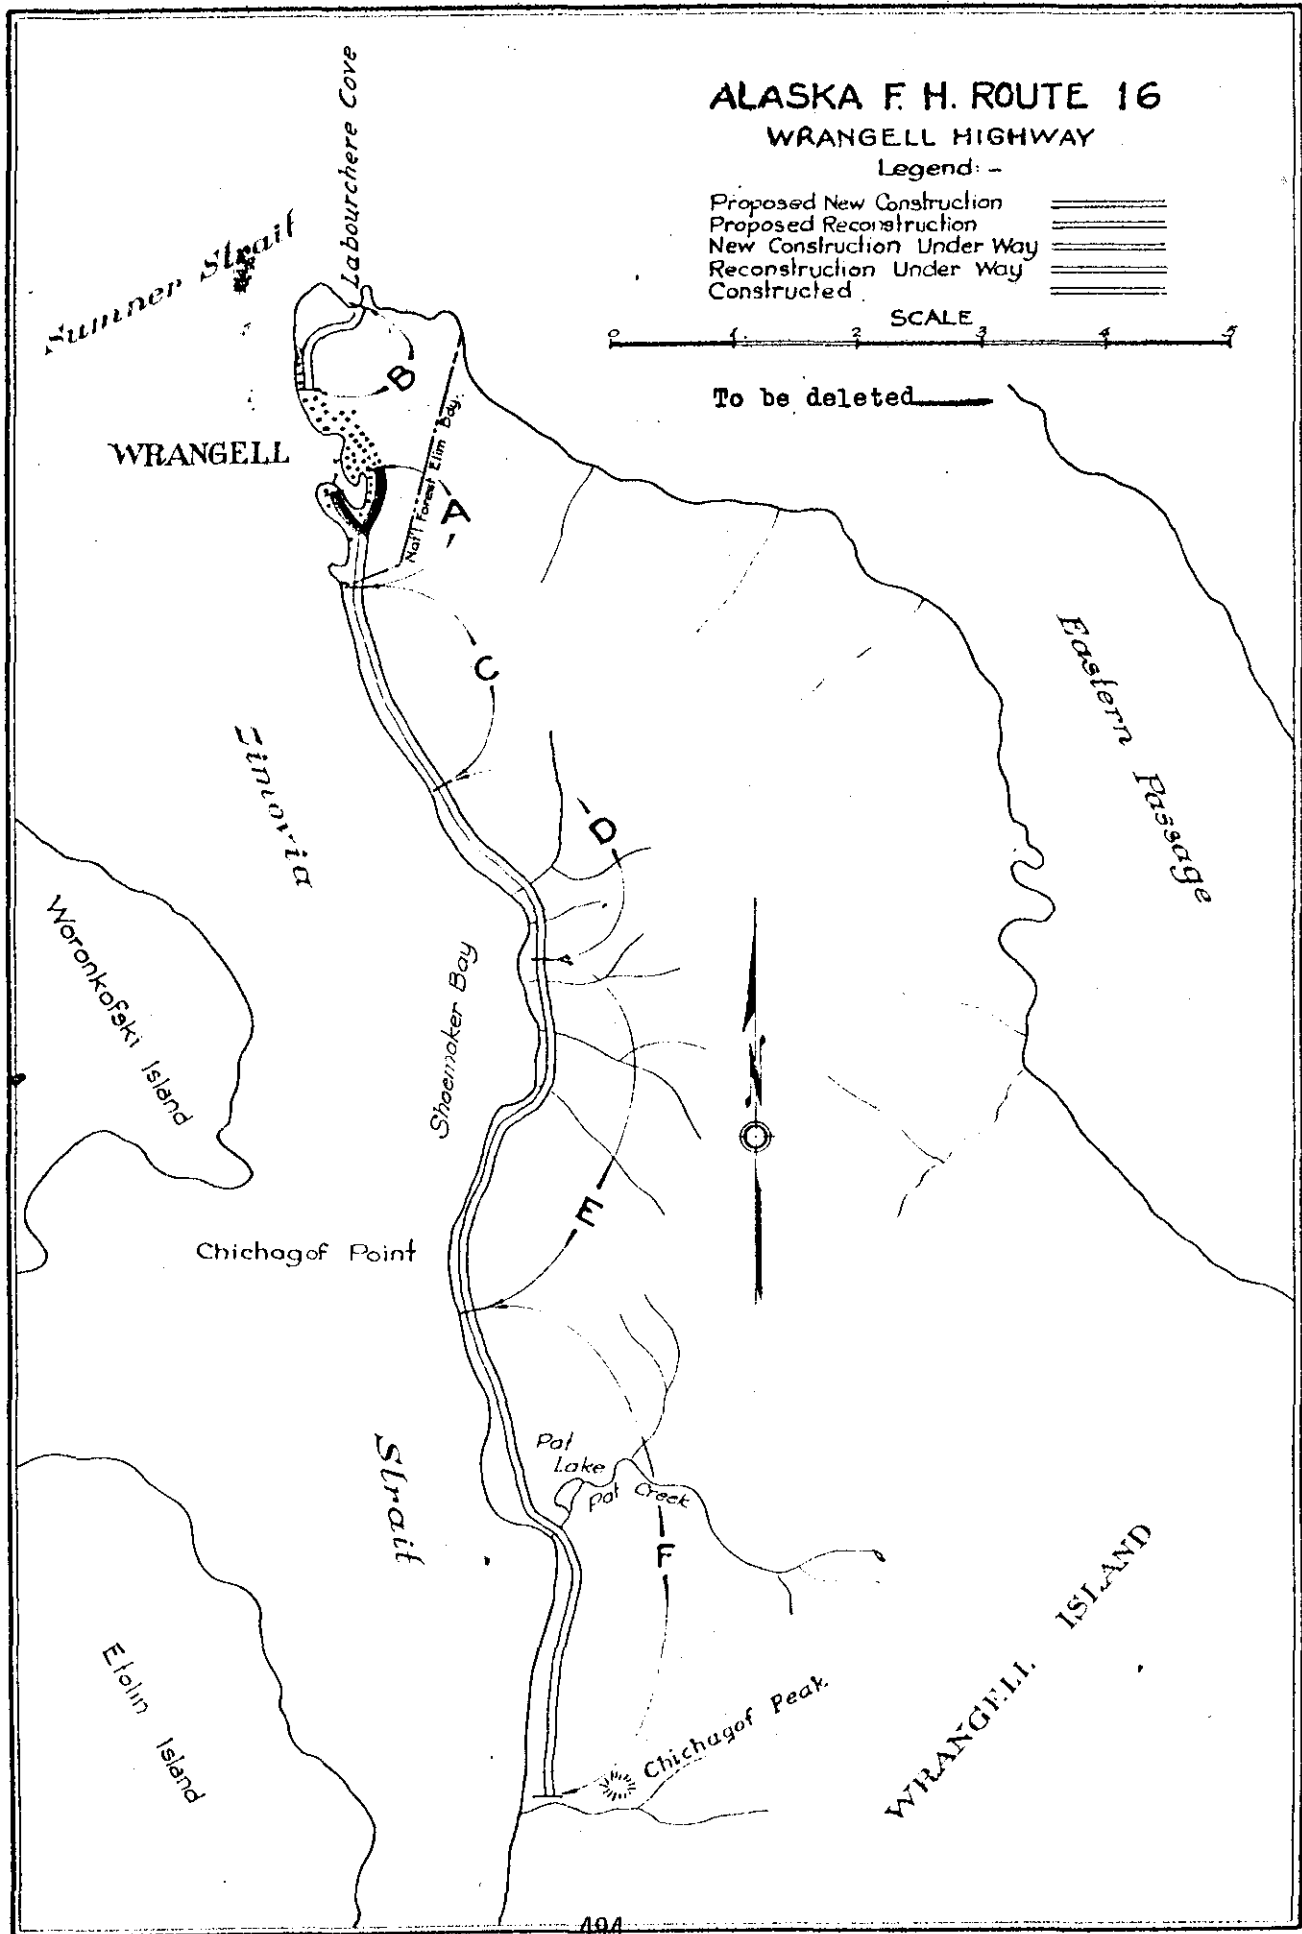 ALASKA F. H. ROUTE 16
WRANGELL HIGHWAY
Legend: -
Proposed New Construction
Proposed Reconstruction
New Construction Under Way
Reconstruction Under Way
Constructed
SCALE
0 1 2 3 4 5
To be deleted
Labourchere Cove
Sumner Strait
B
WRANGELL
Nat'l Forest Elim Bdy.
A
C
Eastern Passage
Zimovia
D
Woronkofski Island
Shoemaker Bay
N
E
Chichagof Point
Strait
Pat
Lake
Pat Creek
F
WRANGELL ISLAND
Etolin Island
Chichagof Peak
494